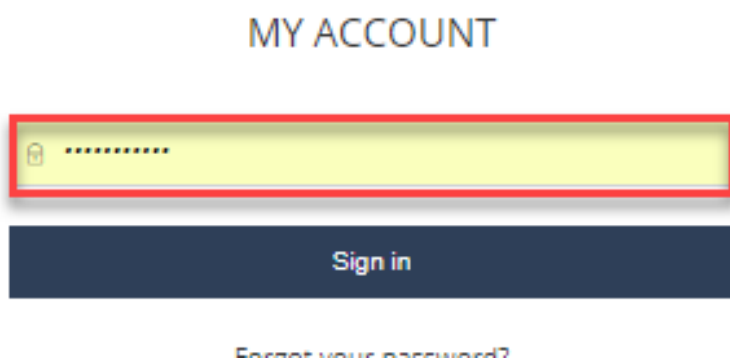 MY ACCOUNT
•••••••••••
Sign in
Forgot your password?